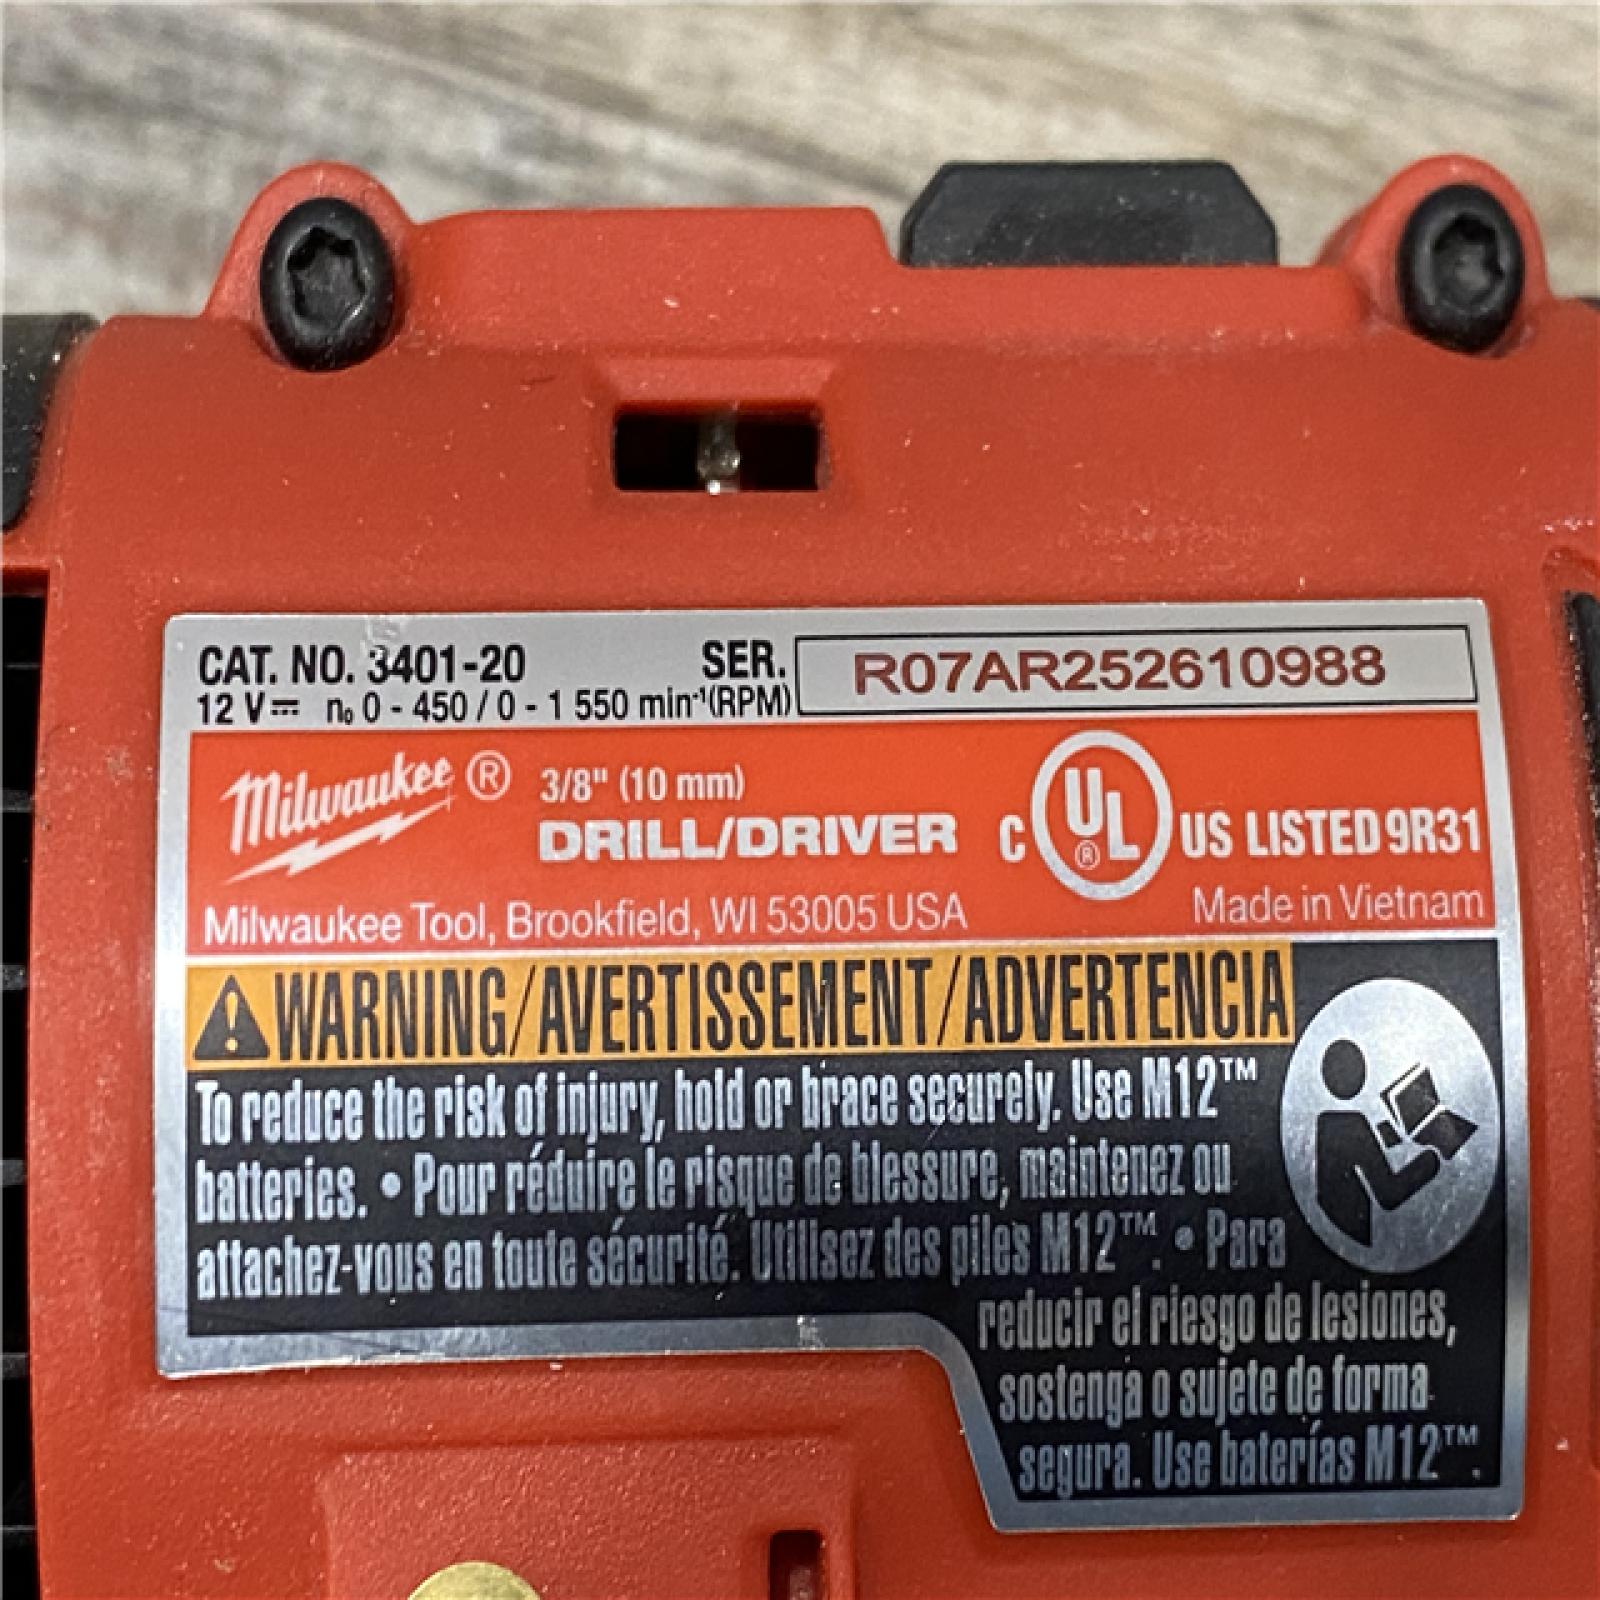 CAT. NO. 3401-20 SER. R07AR252610988
12 V⎓ n₀ 0 - 450 / 0 - 1 550 min⁻¹(RPM)
Milwaukee® 3/8" (10 mm)
DRILL/DRIVER C UL® US LISTED 9R31
Milwaukee Tool, Brookfield, WI 53005 USA Made in Vietnam
WARNING/AVERTISSEMENT/ADVERTENCIA
To reduce the risk of injury, hold or brace securely. Use M12™
batteries. • Pour réduire le risque de blessure, maintenez ou
attachez-vous en toute sécurité. Utilisez des piles M12™. • Para
reducir el riesgo de lesiones,
sostenga o sujete de forma
segura. Use baterías M12™.